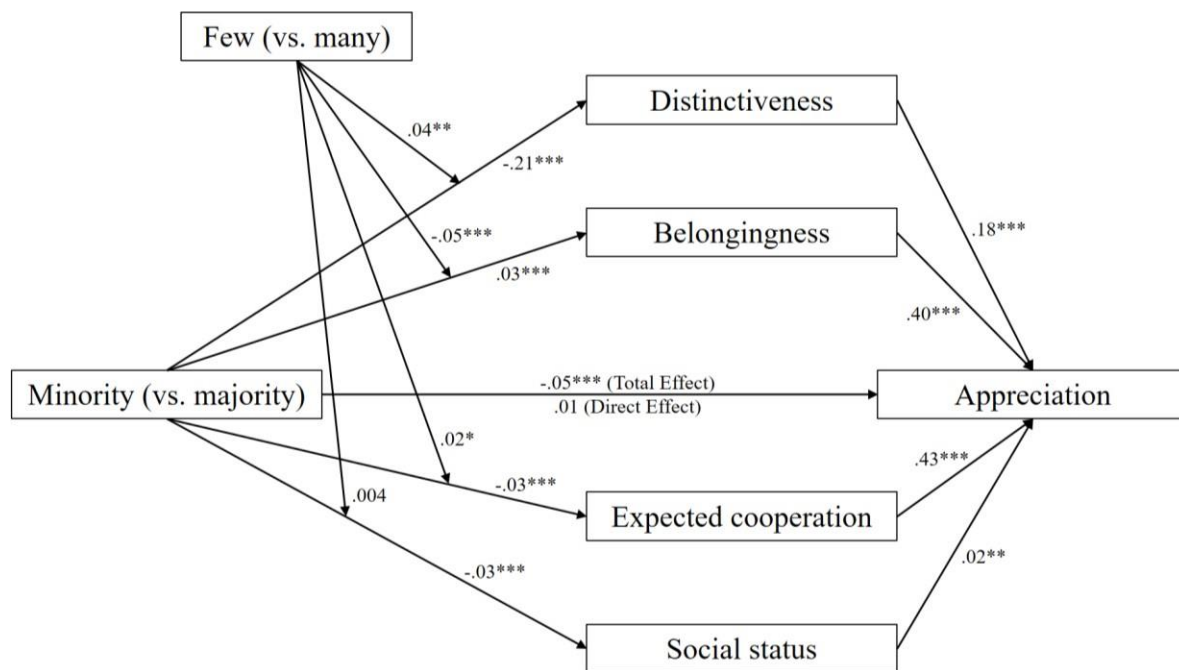 Few (vs. many)
Distinctiveness
.04**
-.21***
Belongingness
-.05***
.18***
.03***
.40***
Minority (vs. majority)
-.05*** (Total Effect)
.01 (Direct Effect)
Appreciation
.02*
.43***
-.03***
.004
Expected cooperation
-.03***
.02**
Social status